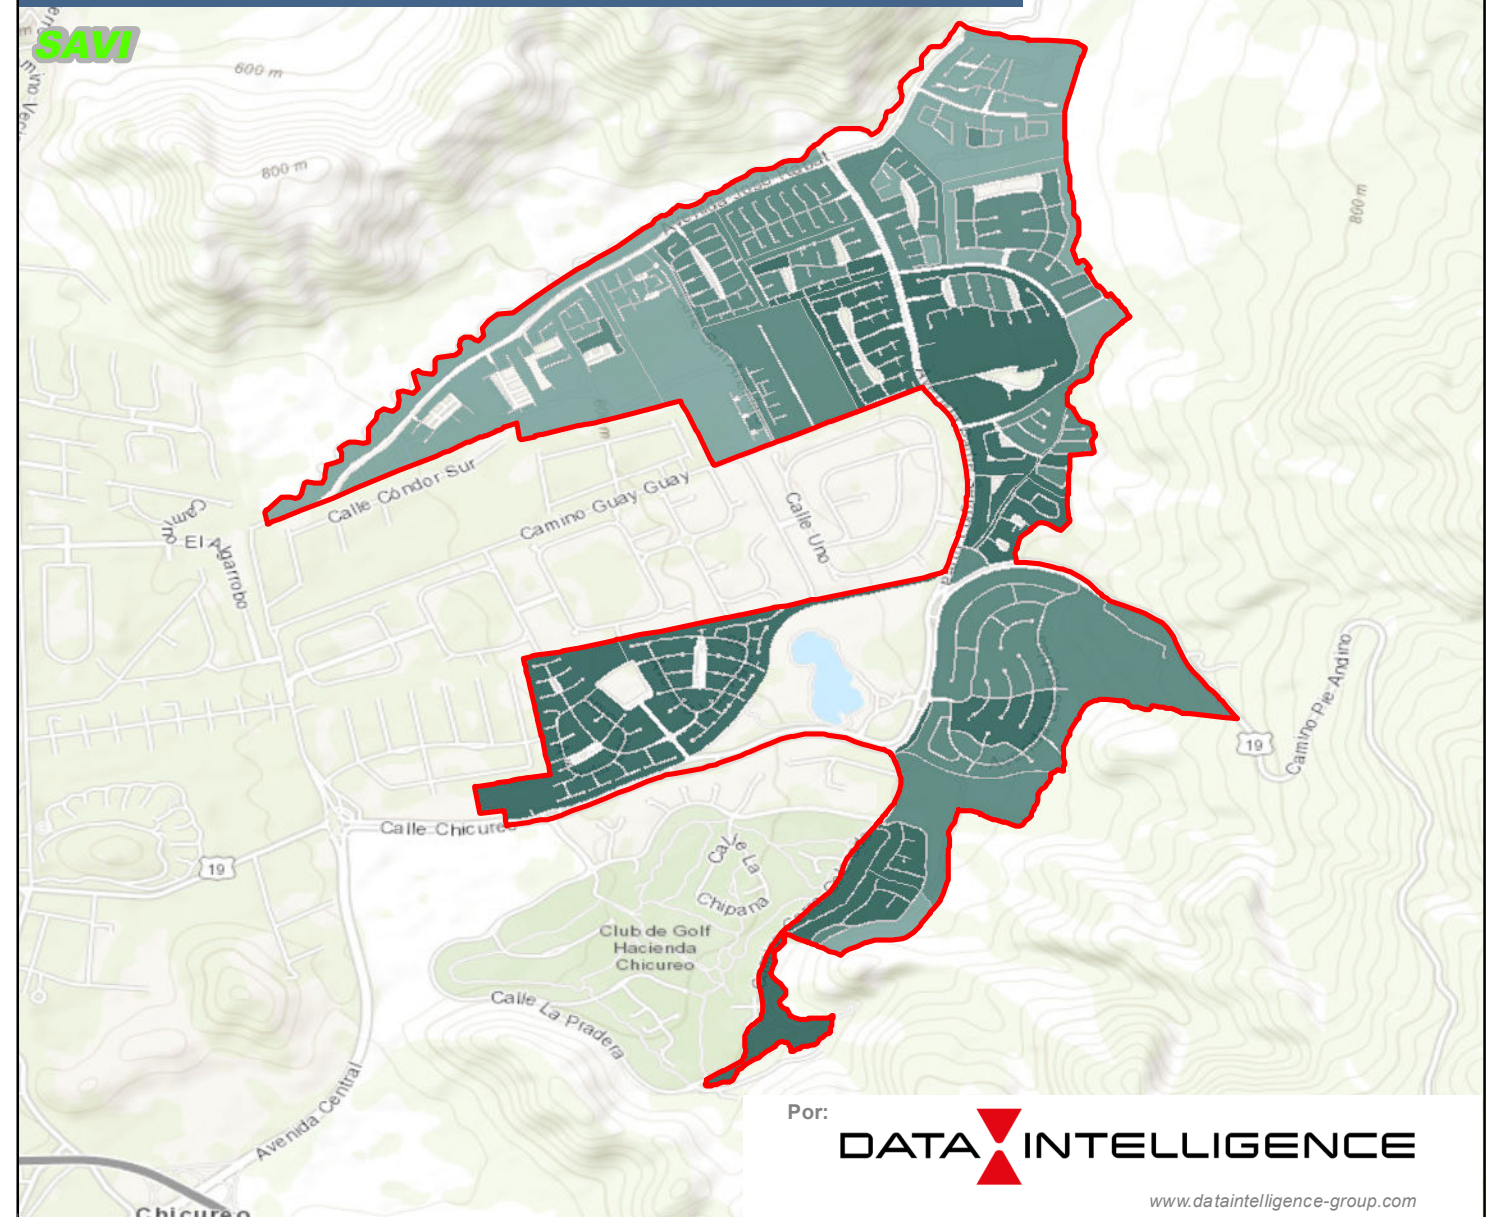 SAVI
600 m
800 m
800 m
Calle Cóndor Sur
Camino Guay Guay
Calle Uno
Camino El Algarrobo
Camino Pie Andino
19
Calle Chicureo
19
Calle La
Chipana
Club de Golf
Hacienda
Chicureo
Calle La Pradera
Avenida Central
Chicureo
Por:
DATA INTELLIGENCE
www.dataintelligence-group.com